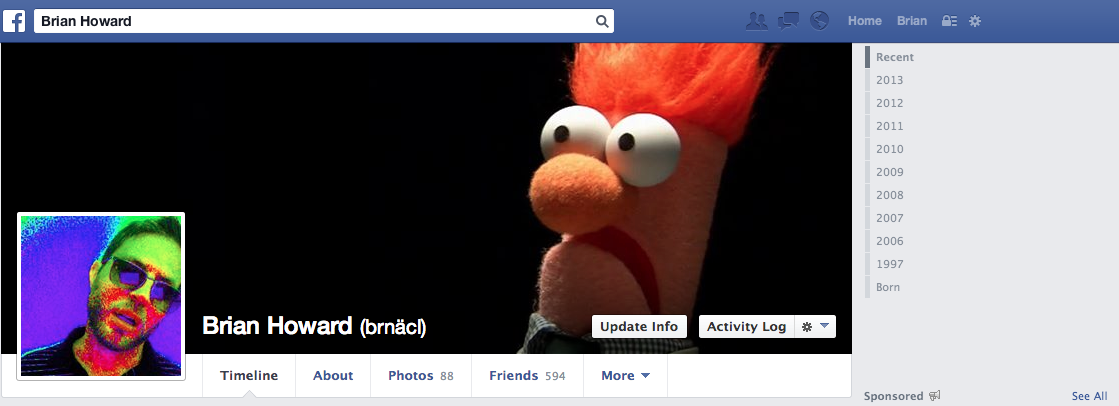 f Brian Howard
Home Brian
Recent
2013
2012
2011
2010
2009
2008
2007
2006
1997
Born
Brian Howard (brnäcl)
Update Info
Activity Log
Timeline
About
Photos 88
Friends 594
More
Sponsored
See All